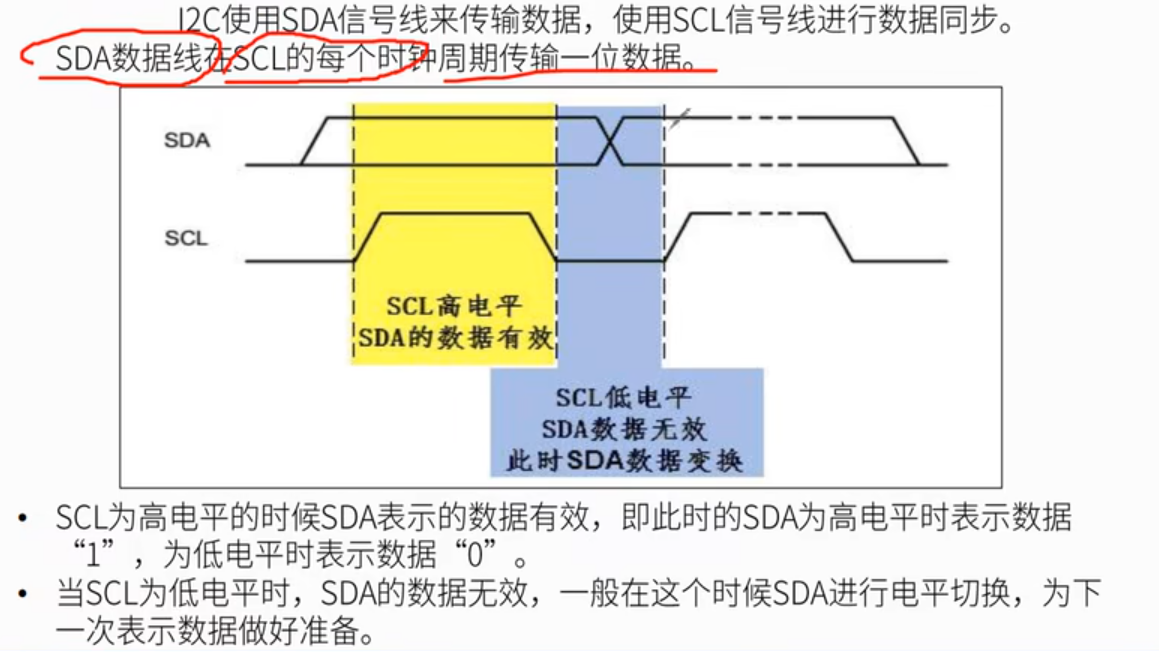 I2C使用SDA信号线来传输数据，使用SCL信号线进行数据同步。
SDA数据线在SCL的每个时钟周期传输一位数据。
SDA
SCL
SCL高电平
SDA的数据有效
SCL低电平
SDA数据无效
此时SDA数据变换
• SCL为高电平的时候SDA表示的数据有效，即此时的SDA为高电平时表示数据
“1”，为低电平时表示数据“0”。
• 当SCL为低电平时，SDA的数据无效，一般在这个时候SDA进行电平切换，为下
一次表示数据做好准备。